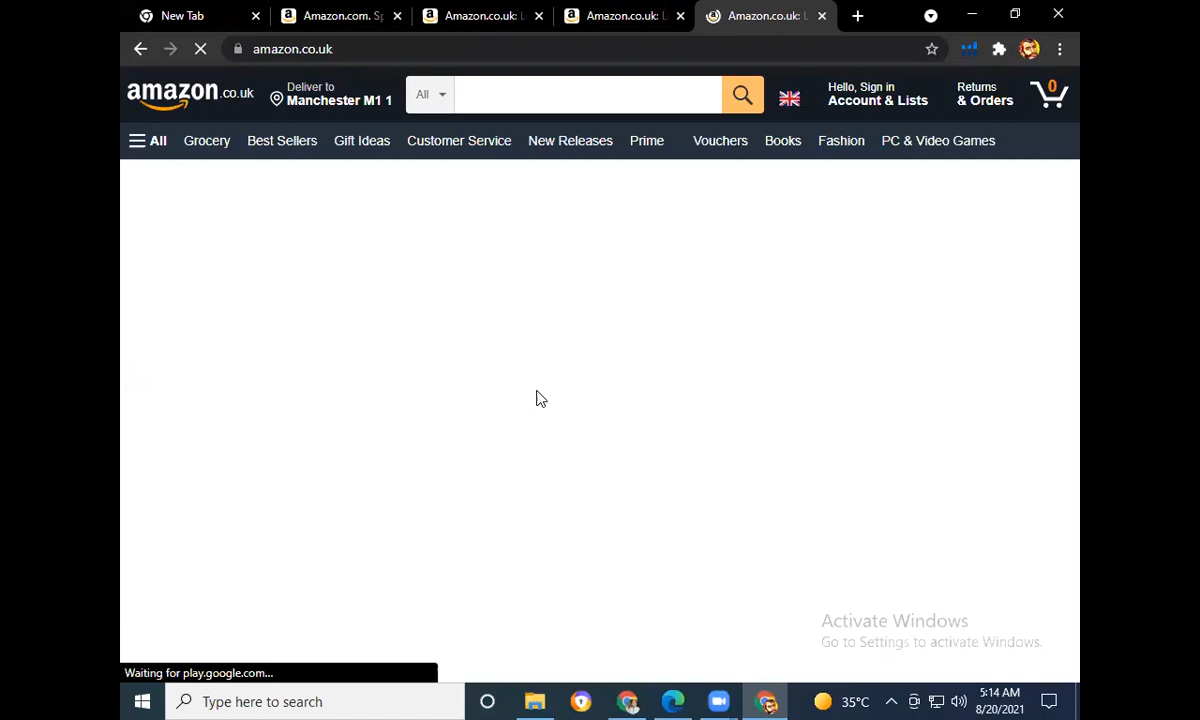 New Tab
Amazon.com. Sp
Amazon.co.uk: L
Amazon.co.uk: L
Amazon.co.uk: L
amazon.co.uk
amazon.co.uk
Deliver to
Manchester M1 1
All
Hello, Sign in
Account & Lists
Returns
& Orders
0
All
Grocery
Best Sellers
Gift Ideas
Customer Service
New Releases
Prime
Vouchers
Books
Fashion
PC & Video Games
Activate Windows
Go to Settings to activate Windows.
Waiting for play.google.com...
Type here to search
35°C
5:14 AM
8/20/2021